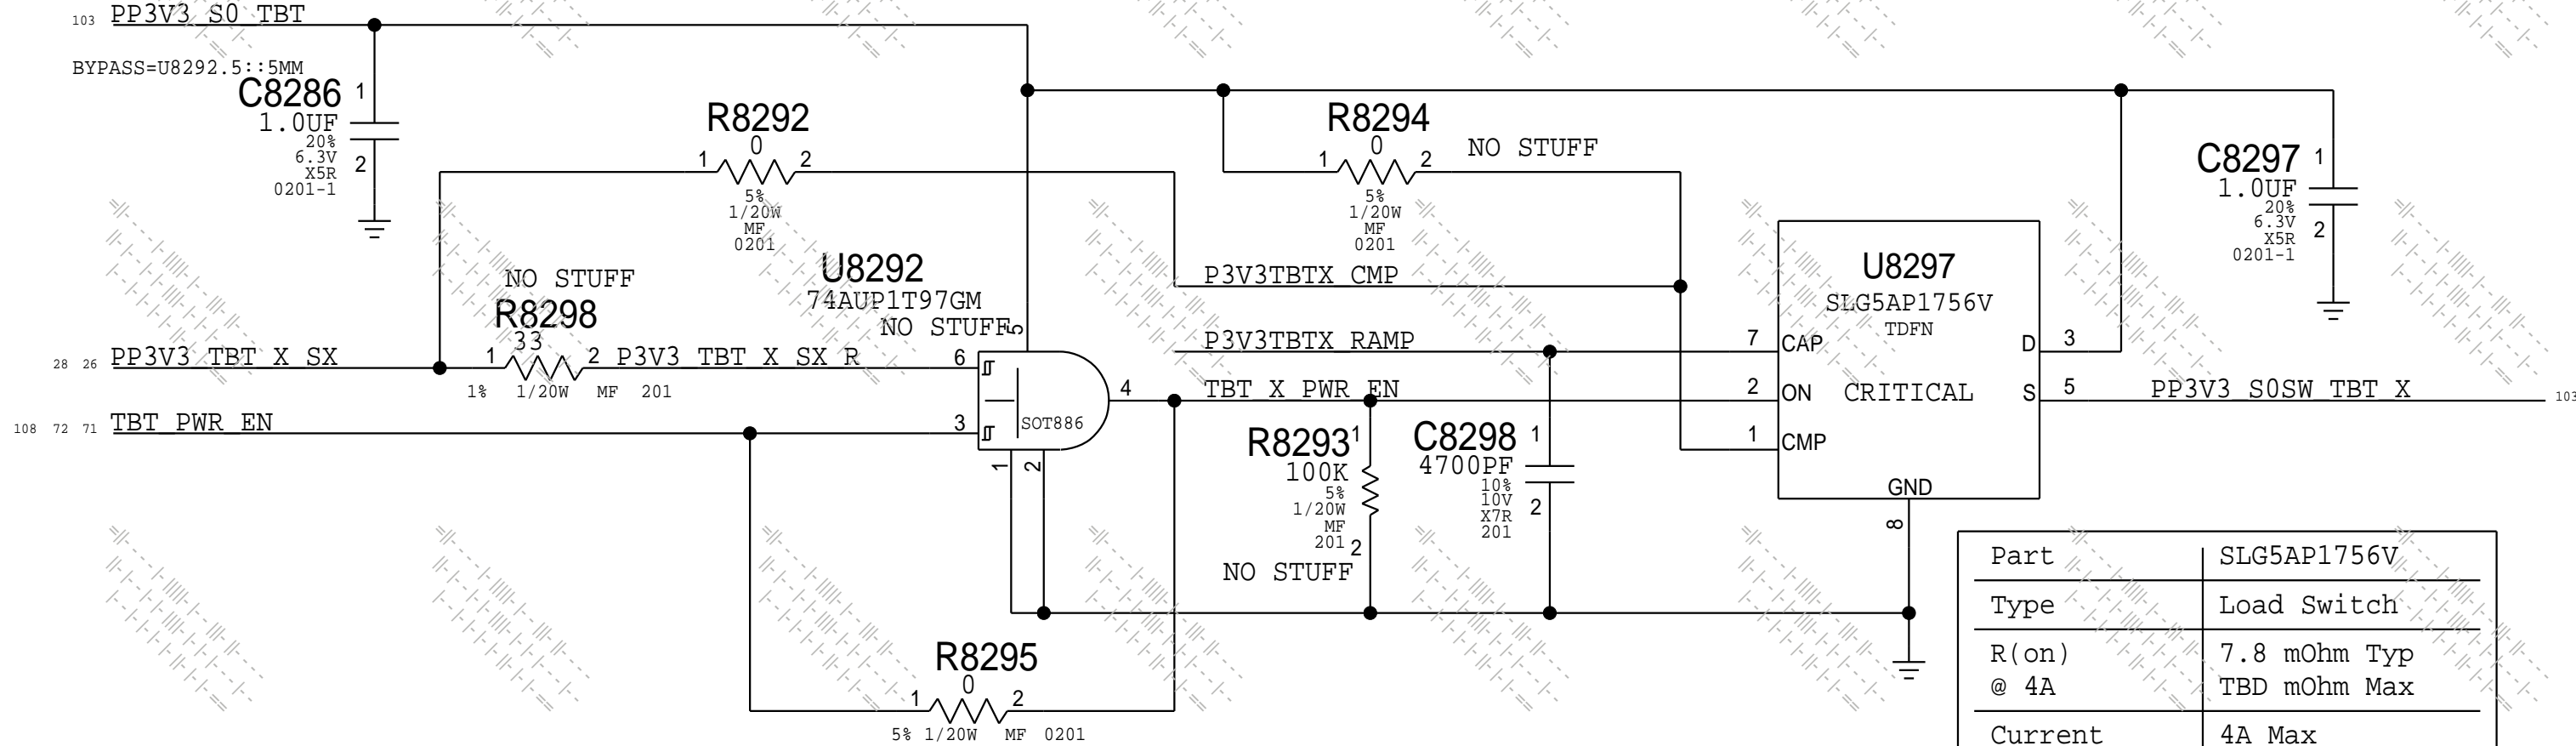 103 PP3V3_S0_TBT
BYPASS=U8292.5::5MM
C8286 1
1.0UF
20%
6.3V
X5R
0201-1
2
R8292
0
1 2
5%
1/20W
MF
0201
R8294
0
1 2
NO STUFF
5%
1/20W
MF
0201
C8297 1
1.0UF
20%
6.3V
X5R
0201-1
2
NO STUFF
R8298
33
28 26 PP3V3_TBT_X_SX
1 2
P3V3_TBT_X_SX_R
1% 1/20W MF 201
108 72 71 TBT_PWR_EN
U8292
74AUP1T97GM
NO STUFF
5
6
3
4
1
2
SOT886
P3V3TBTX_CMP
P3V3TBTX_RAMP
TBT_X_PWR_EN
R8293 1
100K
5%
1/20W
MF
201 2
NO STUFF
C8298 1
4700PF
10%
10V
X7R
201
2
U8297
SLG5AP1756V
TDFN
7 CAP D 3
2 ON CRITICAL S 5
PP3V3_S0SW_TBT_X 103
1 CMP
GND
8
R8295
0
1 2
5% 1/20W MF 0201
Part SLG5AP1756V
Type Load Switch
R(on) 7.8 mOhm Typ
@ 4A TBD mOhm Max
Current 4A Max